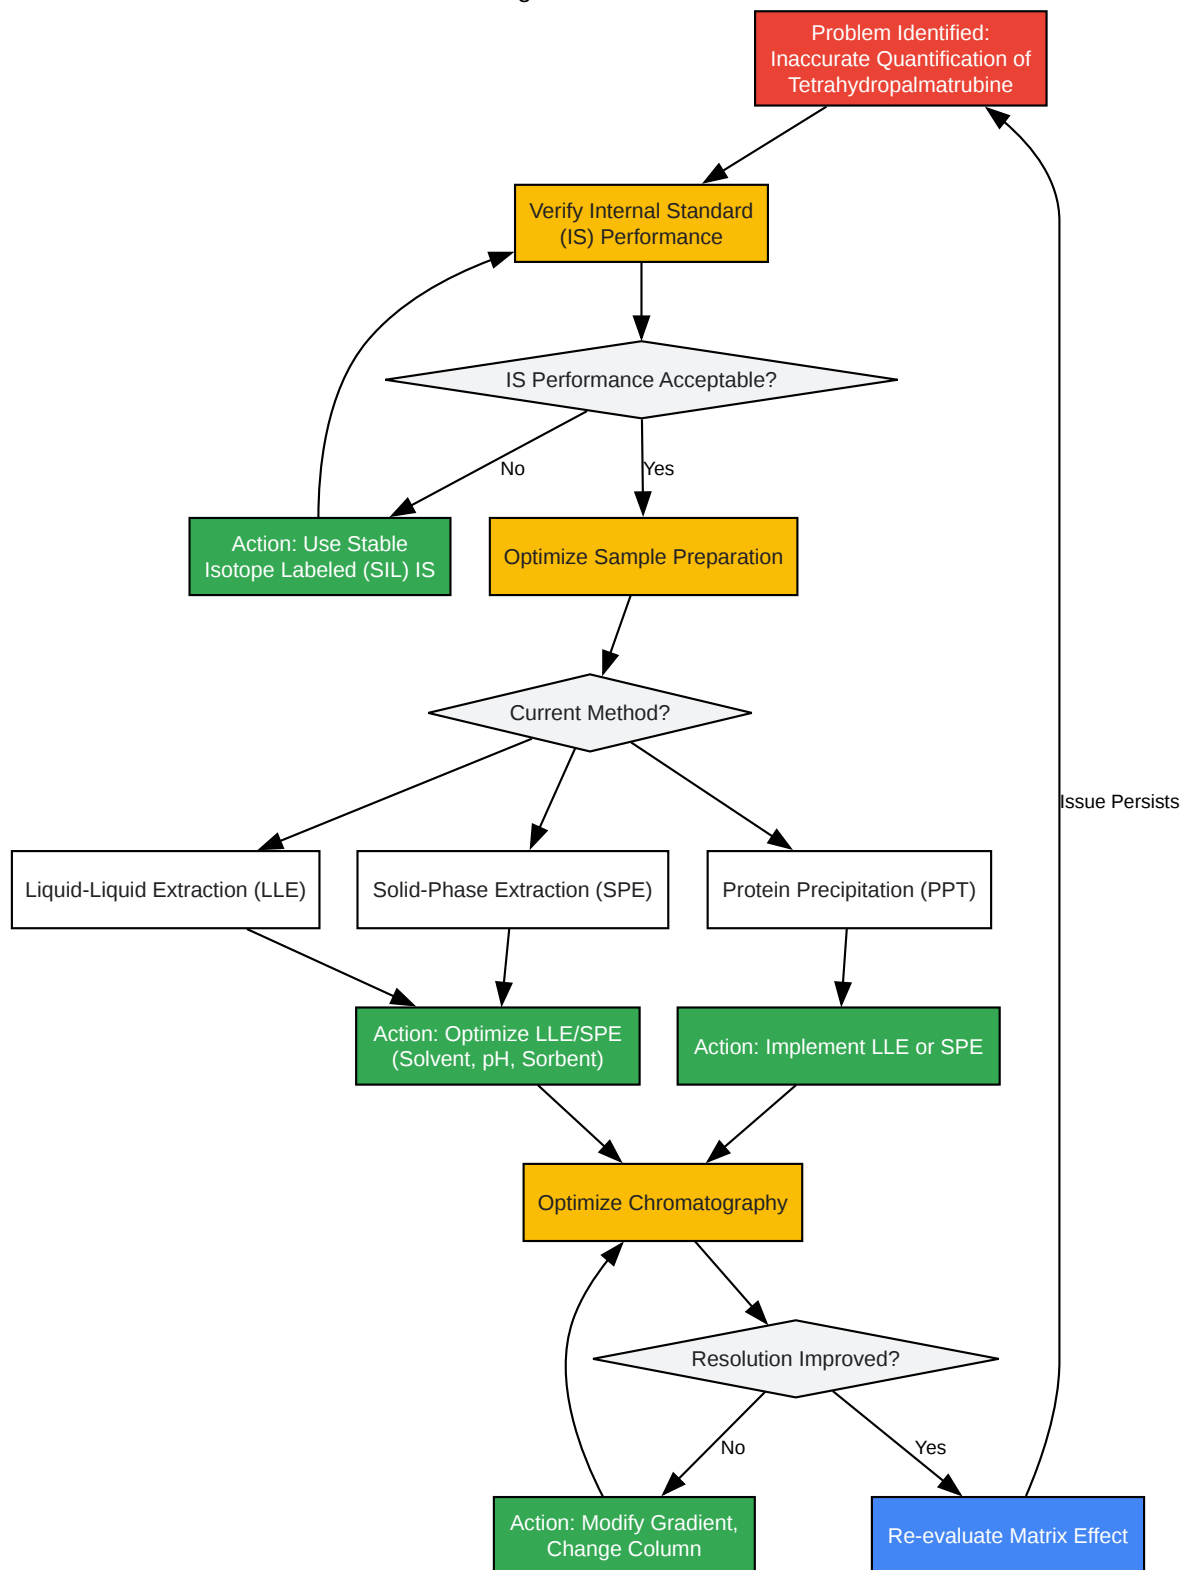 Problem Identified:
Inaccurate Quantification of
Tetrahydropalmatrubine
Verify Internal Standard
(IS) Performance
IS Performance Acceptable?
No
Yes
Action: Use Stable
Isotope Labeled (SIL) IS
Optimize Sample Preparation
Current Method?
Issue Persists
Liquid-Liquid Extraction (LLE)
Solid-Phase Extraction (SPE)
Protein Precipitation (PPT)
Action: Optimize LLE/SPE
(Solvent, pH, Sorbent)
Action: Implement LLE or SPE
Optimize Chromatography
Resolution Improved?
No
Yes
Action: Modify Gradient,
Change Column
Re-evaluate Matrix Effect